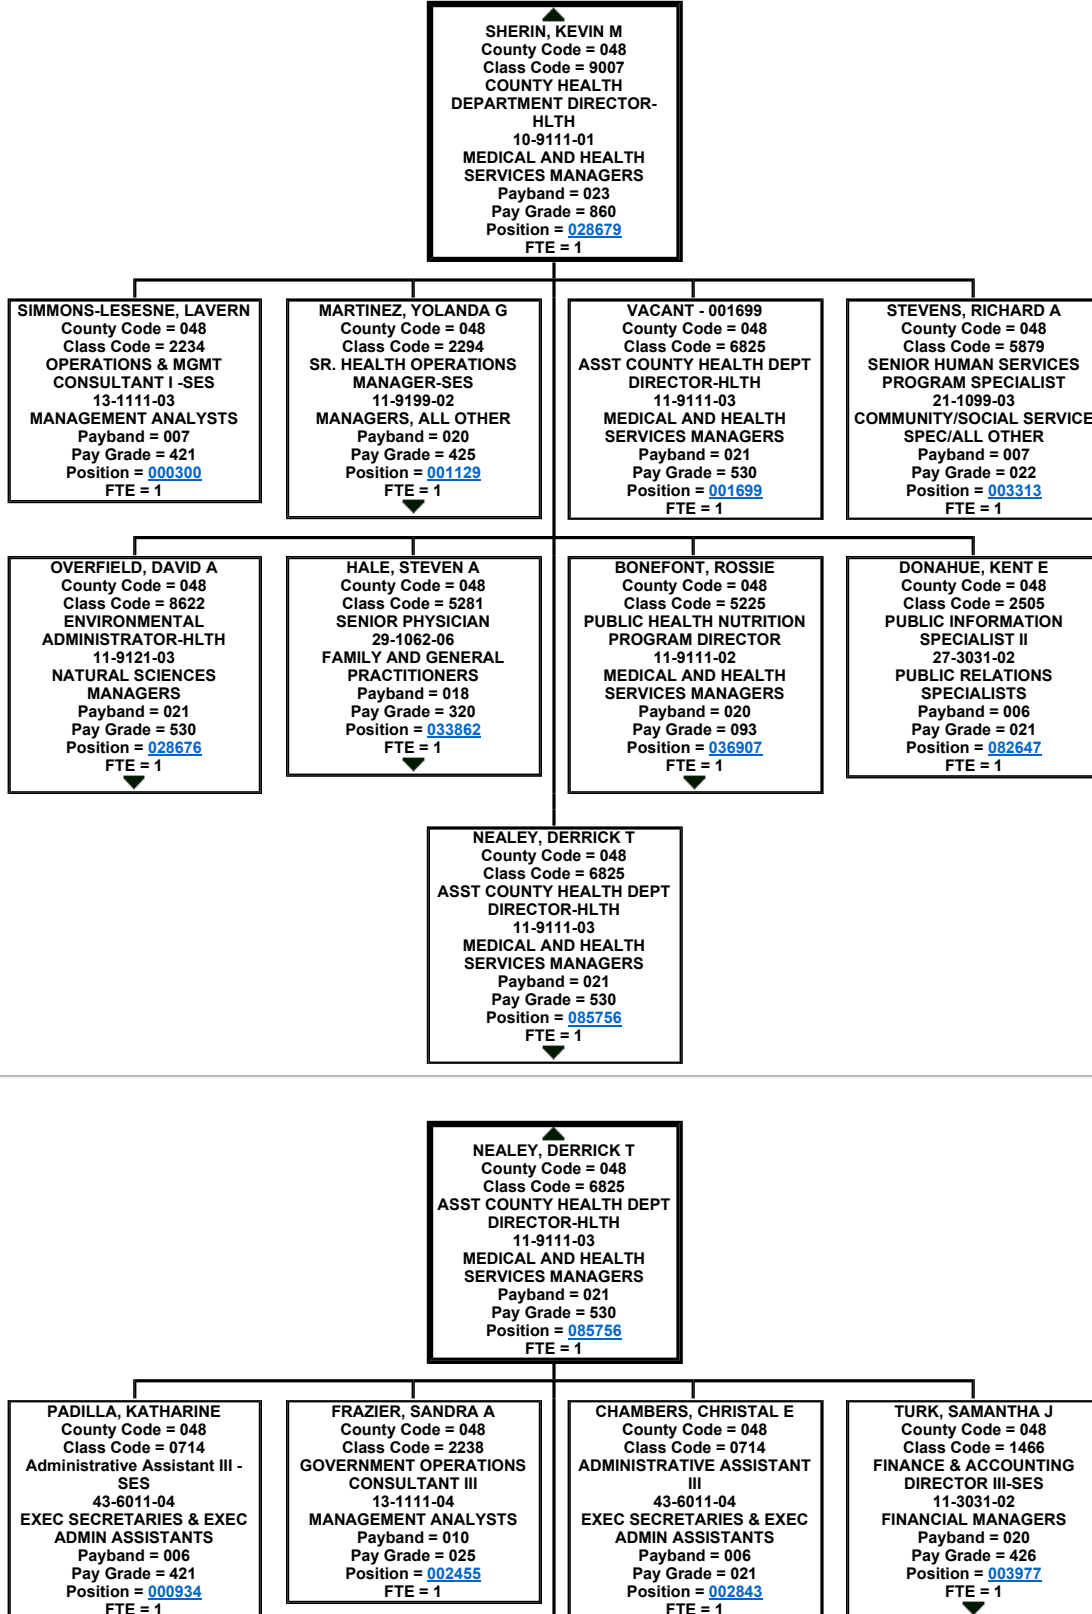 SHERIN, KEVIN M
County Code = 048
Class Code = 9007
COUNTY HEALTH
DEPARTMENT DIRECTOR-
HLTH
10-9111-01
MEDICAL AND HEALTH
SERVICES MANAGERS
Payband = 023
Pay Grade = 860
Position = 028679
FTE = 1
SIMMONS-LESESNE, LAVERN
County Code = 048
Class Code = 2234
OPERATIONS & MGMT
CONSULTANT I -SES
13-1111-03
MANAGEMENT ANALYSTS
Payband = 007
Pay Grade = 421
Position = 000300
FTE = 1
MARTINEZ, YOLANDA G
County Code = 048
Class Code = 2294
SR. HEALTH OPERATIONS
MANAGER-SES
11-9199-02
MANAGERS, ALL OTHER
Payband = 020
Pay Grade = 425
Position = 001129
FTE = 1
VACANT - 001699
County Code = 048
Class Code = 6825
ASST COUNTY HEALTH DEPT
DIRECTOR-HLTH
11-9111-03
MEDICAL AND HEALTH
SERVICES MANAGERS
Payband = 021
Pay Grade = 530
Position = 001699
FTE = 1
STEVENS, RICHARD A
County Code = 048
Class Code = 5879
SENIOR HUMAN SERVICES
PROGRAM SPECIALIST
21-1099-03
COMMUNITY/SOCIAL SERVICE
SPEC/ALL OTHER
Payband = 007
Pay Grade = 022
Position = 003313
FTE = 1
OVERFIELD, DAVID A
County Code = 048
Class Code = 8622
ENVIRONMENTAL
ADMINISTRATOR-HLTH
11-9121-03
NATURAL SCIENCES
MANAGERS
Payband = 021
Pay Grade = 530
Position = 028676
FTE = 1
HALE, STEVEN A
County Code = 048
Class Code = 5281
SENIOR PHYSICIAN
29-1062-06
FAMILY AND GENERAL
PRACTITIONERS
Payband = 018
Pay Grade = 320
Position = 033862
FTE = 1
BONEFONT, ROSSIE
County Code = 048
Class Code = 5225
PUBLIC HEALTH NUTRITION
PROGRAM DIRECTOR
11-9111-02
MEDICAL AND HEALTH
SERVICES MANAGERS
Payband = 020
Pay Grade = 093
Position = 036907
FTE = 1
DONAHUE, KENT E
County Code = 048
Class Code = 2505
PUBLIC INFORMATION
SPECIALIST II
27-3031-02
PUBLIC RELATIONS
SPECIALISTS
Payband = 006
Pay Grade = 021
Position = 082647
FTE = 1
NEALEY, DERRICK T
County Code = 048
Class Code = 6825
ASST COUNTY HEALTH DEPT
DIRECTOR-HLTH
11-9111-03
MEDICAL AND HEALTH
SERVICES MANAGERS
Payband = 021
Pay Grade = 530
Position = 085756
FTE = 1
NEALEY, DERRICK T
County Code = 048
Class Code = 6825
ASST COUNTY HEALTH DEPT
DIRECTOR-HLTH
11-9111-03
MEDICAL AND HEALTH
SERVICES MANAGERS
Payband = 021
Pay Grade = 530
Position = 085756
FTE = 1
PADILLA, KATHARINE
County Code = 048
Class Code = 0714
Administrative Assistant III -
SES
43-6011-04
EXEC SECRETARIES & EXEC
ADMIN ASSISTANTS
Payband = 006
Pay Grade = 421
Position = 000934
FTE = 1
FRAZIER, SANDRA A
County Code = 048
Class Code = 2238
GOVERNMENT OPERATIONS
CONSULTANT III
13-1111-04
MANAGEMENT ANALYSTS
Payband = 010
Pay Grade = 025
Position = 002455
FTE = 1
CHAMBERS, CHRISTAL E
County Code = 048
Class Code = 0714
ADMINISTRATIVE ASSISTANT
III
43-6011-04
EXEC SECRETARIES & EXEC
ADMIN ASSISTANTS
Payband = 006
Pay Grade = 021
Position = 002843
FTE = 1
TURK, SAMANTHA J
County Code = 048
Class Code = 1466
FINANCE & ACCOUNTING
DIRECTOR III-SES
11-3031-02
FINANCIAL MANAGERS
Payband = 020
Pay Grade = 426
Position = 003977
FTE = 1